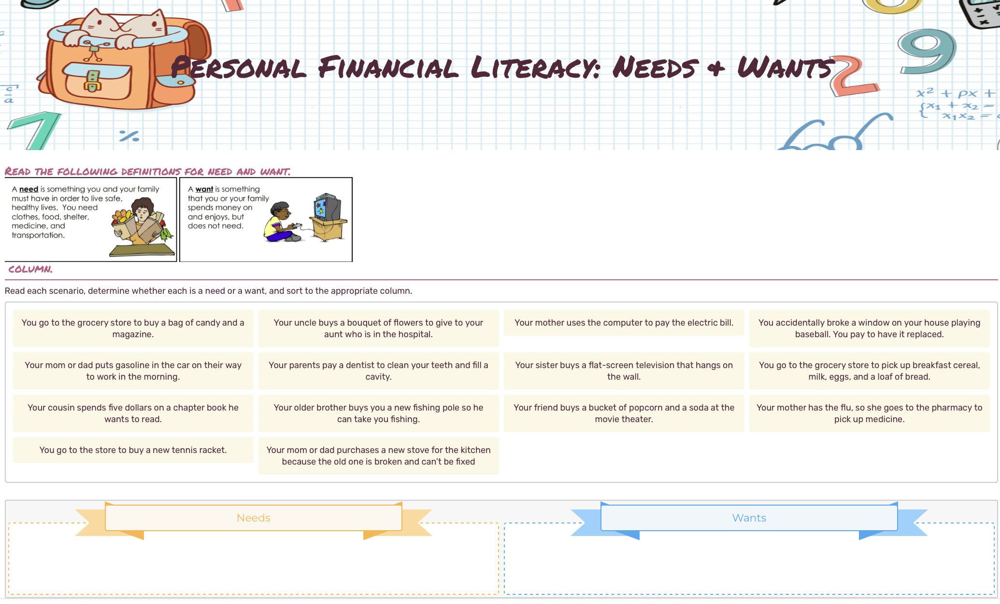 PERSONAL FINANCIAL LITERACY: NEEDS & WANTS
9
2
7
%
c
a
x² + px +
x₁ + x₂ =
x₁x₂ =
READ THE FOLLOWING DEFINITIONS FOR NEED AND WANT.
A need is something you and your family
must have in order to live safe,
healthy lives. You need
clothes, food, shelter,
medicine, and
transportation.
A want is something
that you or your family
spends money on
and enjoys, but
does not need.
COLUMN.
Read each scenario, determine whether each is a need or a want, and sort to the appropriate column.
You go to the grocery store to buy a bag of candy and a
magazine.
Your uncle buys a bouquet of flowers to give to your
aunt who is in the hospital.
Your mother uses the computer to pay the electric bill.
You accidentally broke a window on your house playing
baseball. You pay to have it replaced.
Your mom or dad puts gasoline in the car on their way
to work in the morning.
Your parents pay a dentist to clean your teeth and fill a
cavity.
Your sister buys a flat-screen television that hangs on
the wall.
You go to the grocery store to pick up breakfast cereal,
milk, eggs, and a loaf of bread.
Your cousin spends five dollars on a chapter book he
wants to read.
Your older brother buys you a new fishing pole so he
can take you fishing.
Your friend buys a bucket of popcorn and a soda at the
movie theater.
Your mother has the flu, so she goes to the pharmacy to
pick up medicine.
You go to the store to buy a new tennis racket.
Your mom or dad purchases a new stove for the kitchen
because the old one is broken and can't be fixed
Needs
Wants